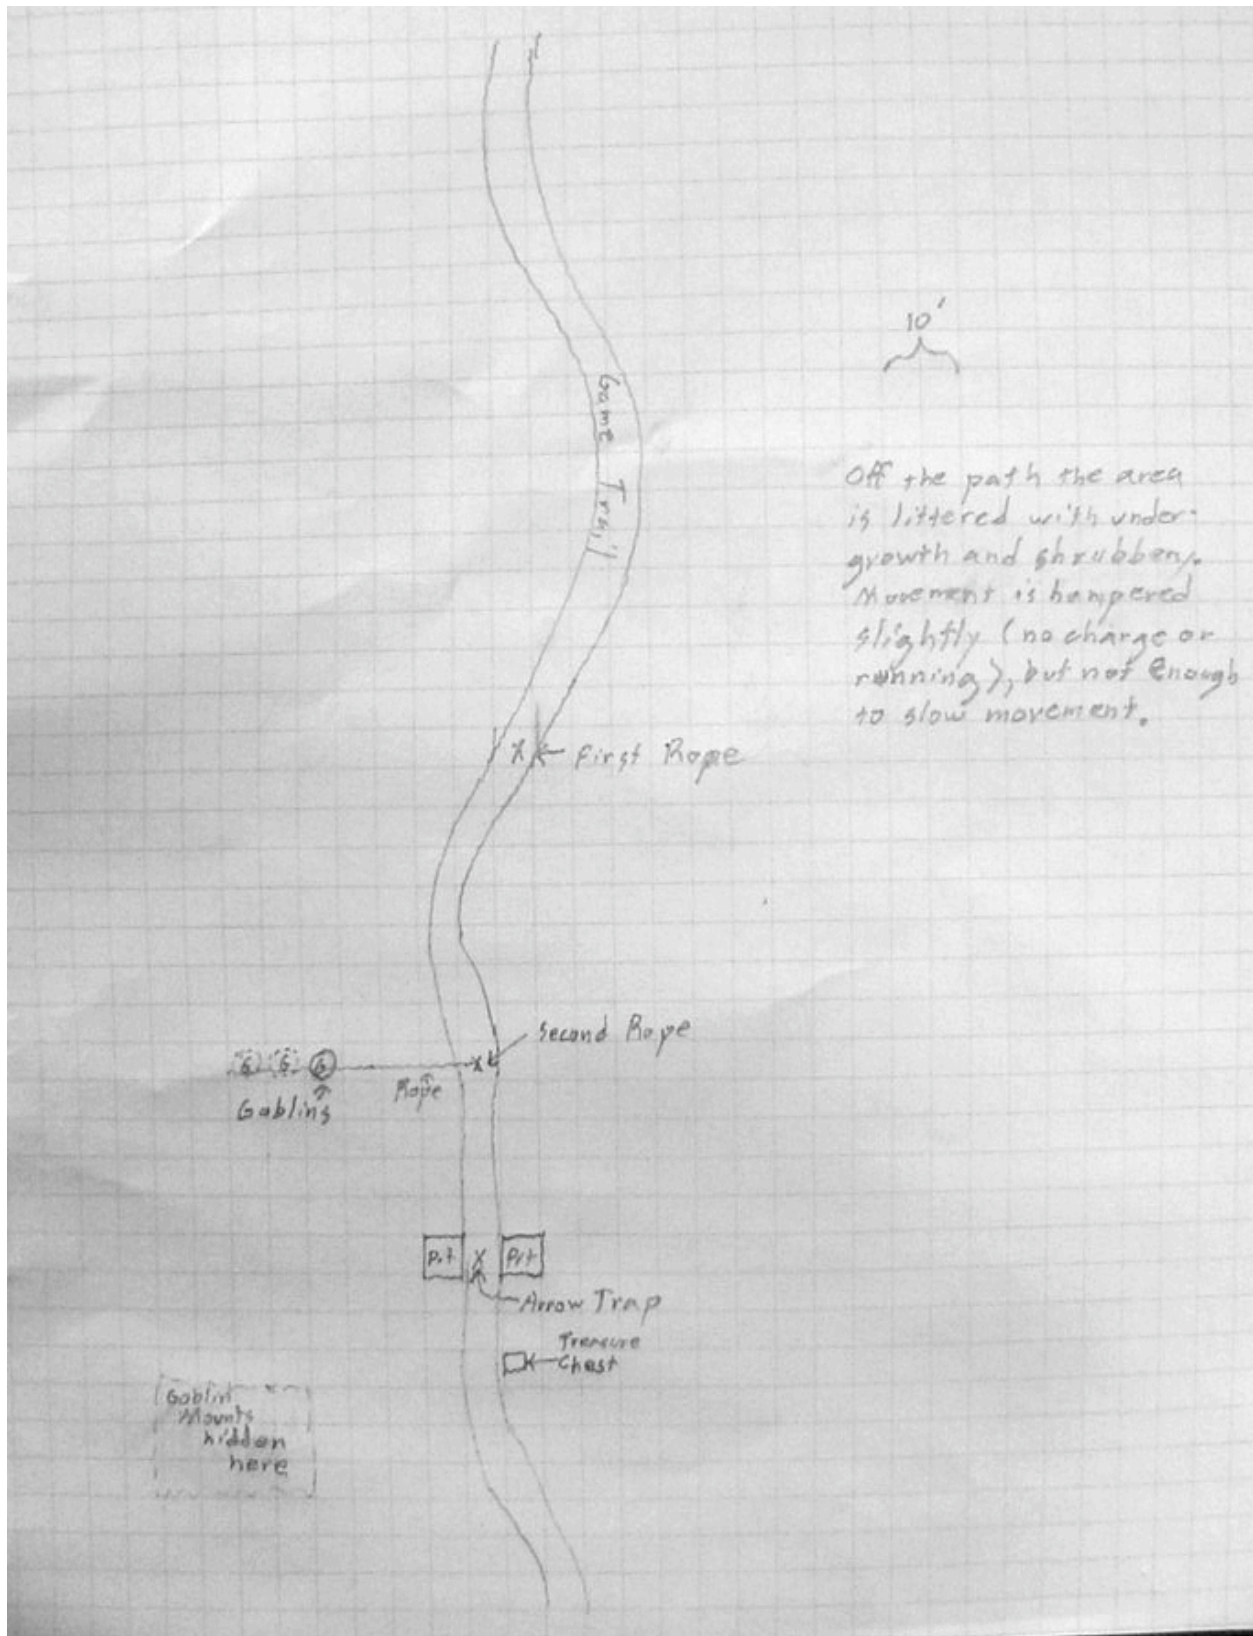 10'
Game Trail
Off the path the area
is littered with under-
growth and shrubbery.
Movement is hampered
slightly (no charge or
running), but not enough
to slow movement.
X First Rope
Second Rope
G G G X
Rope
Goblins
Pit X Pit
Arrow Trap
Treasure
Chest
Goblin
Mounts
hidden
here